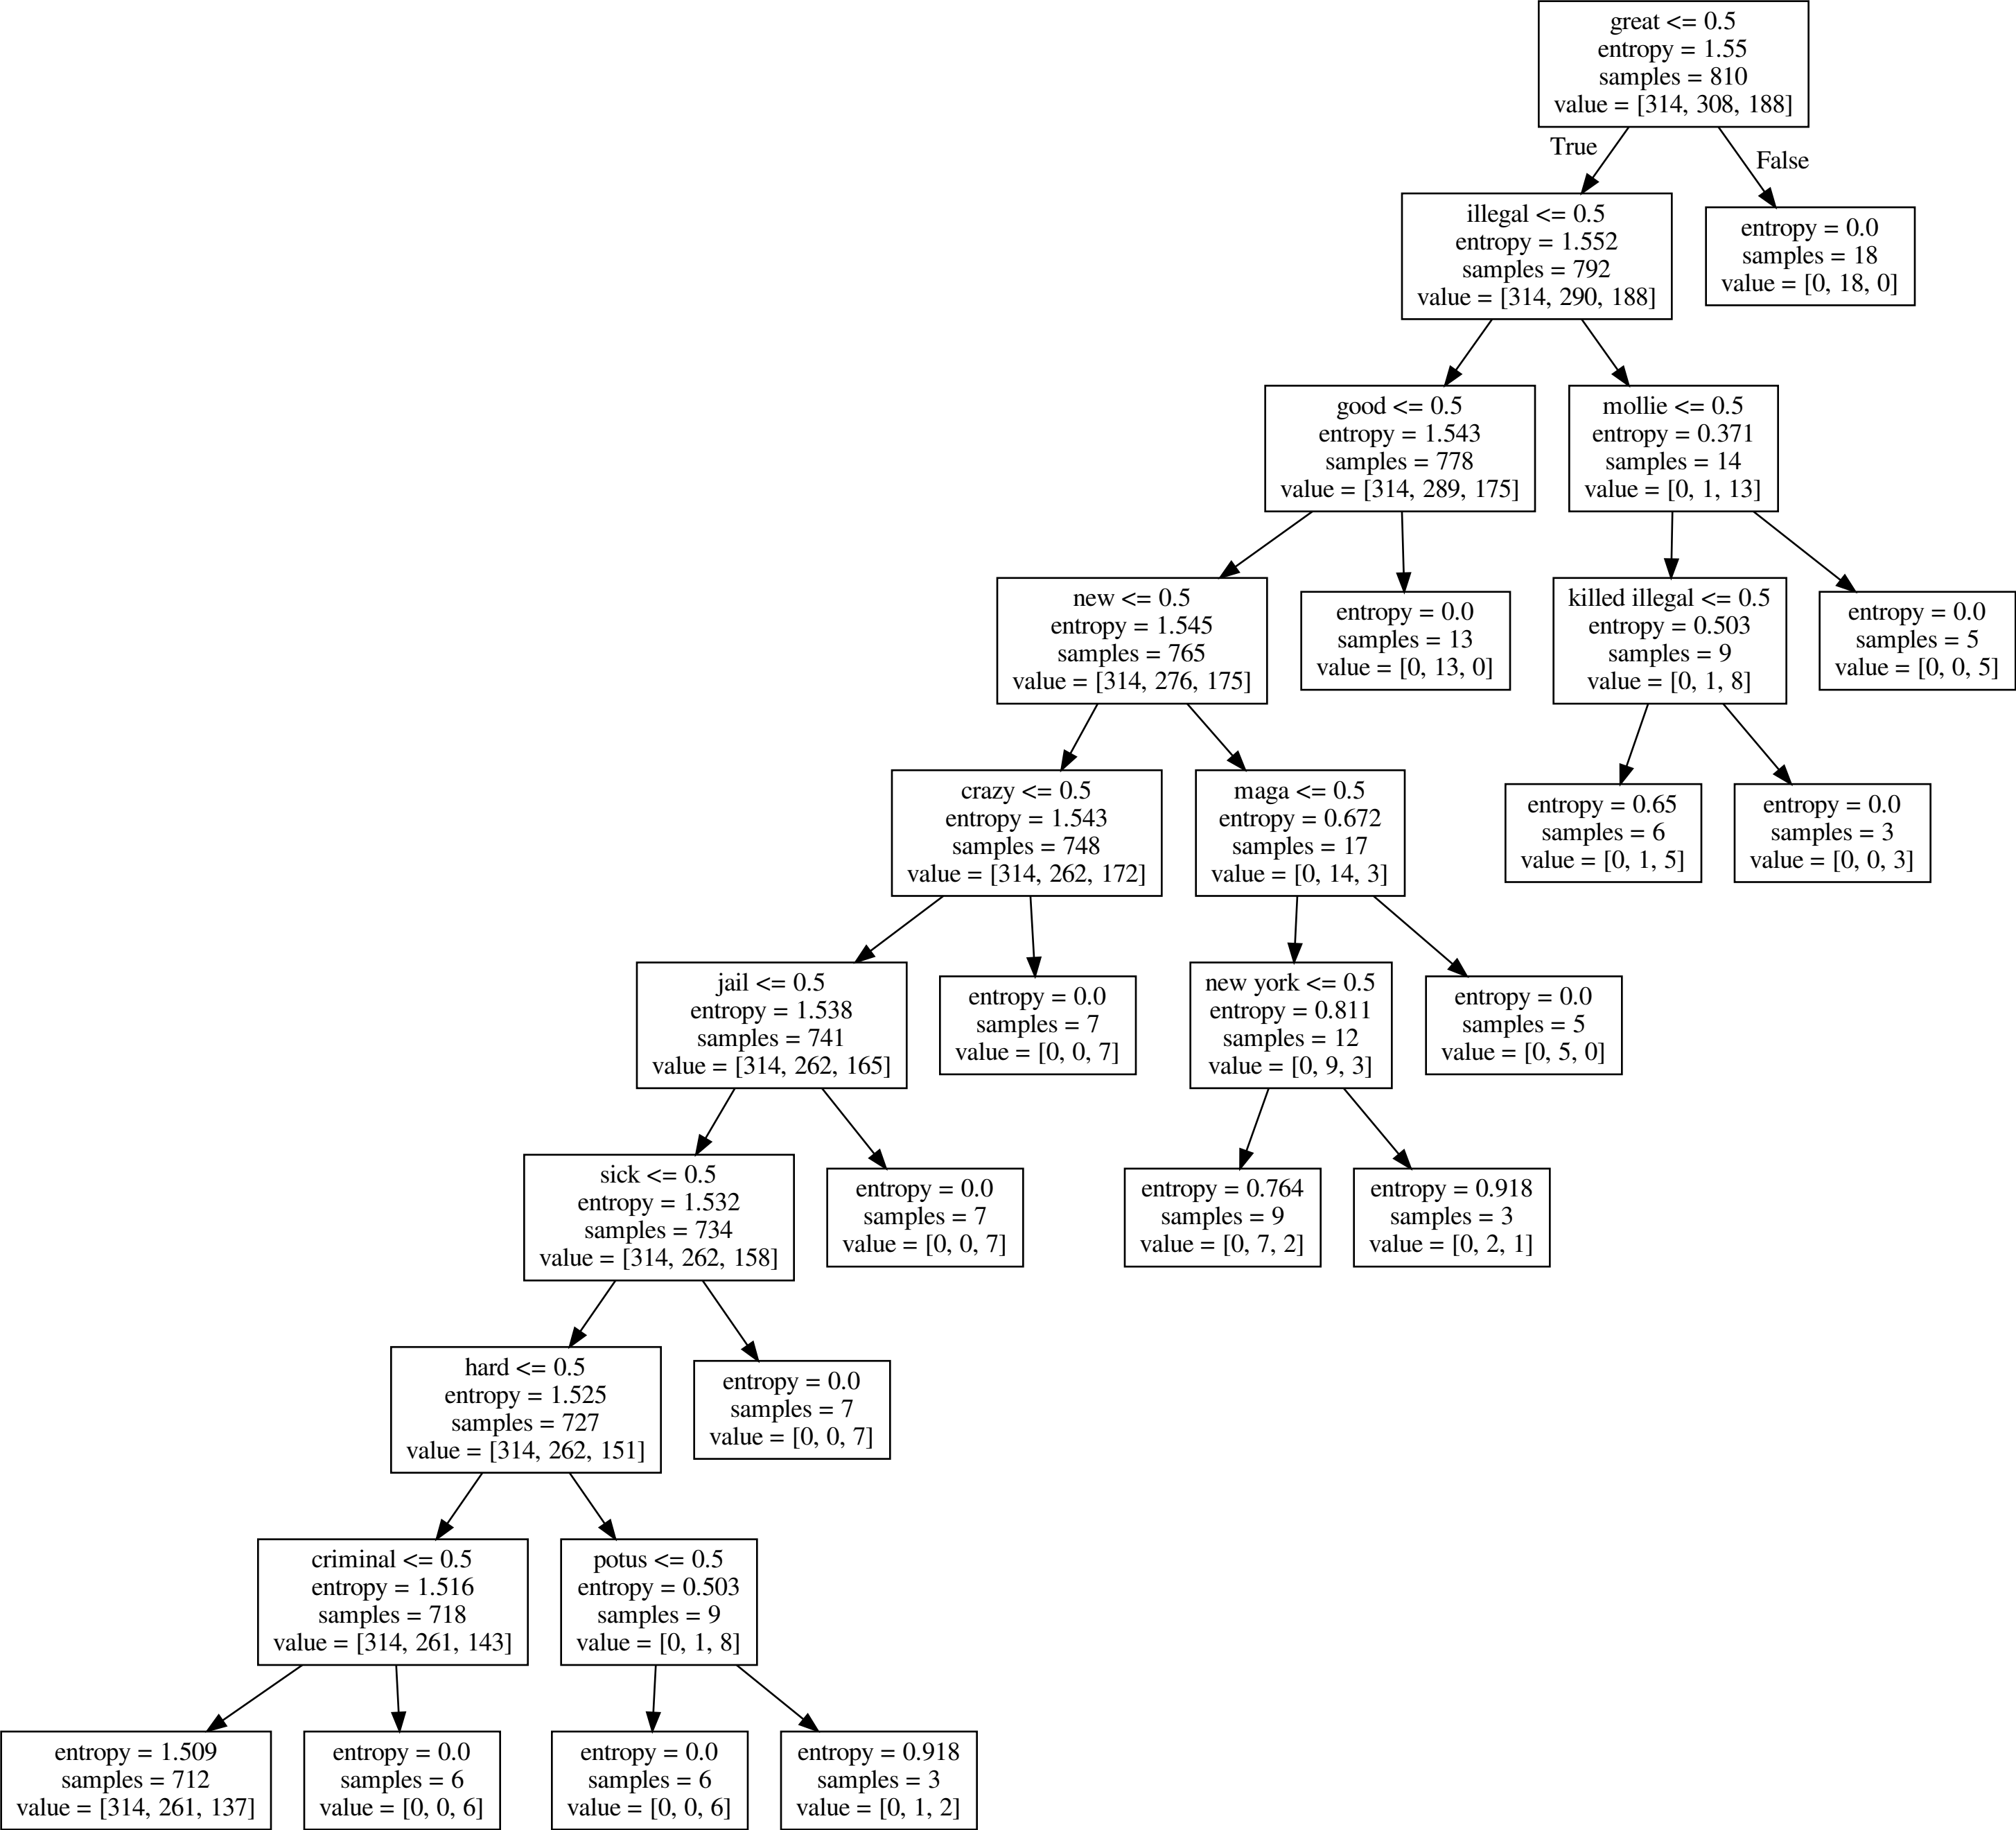 great <= 0.5
entropy = 1.55
samples = 810
value = [314, 308, 188]
True
False
illegal <= 0.5
entropy = 1.552
samples = 792
value = [314, 290, 188]
entropy = 0.0
samples = 18
value = [0, 18, 0]
good <= 0.5
entropy = 1.543
samples = 778
value = [314, 289, 175]
mollie <= 0.5
entropy = 0.371
samples = 14
value = [0, 1, 13]
new <= 0.5
entropy = 1.545
samples = 765
value = [314, 276, 175]
entropy = 0.0
samples = 13
value = [0, 13, 0]
killed illegal <= 0.5
entropy = 0.503
samples = 9
value = [0, 1, 8]
entropy = 0.0
samples = 5
value = [0, 0, 5]
crazy <= 0.5
entropy = 1.543
samples = 748
value = [314, 262, 172]
maga <= 0.5
entropy = 0.672
samples = 17
value = [0, 14, 3]
entropy = 0.65
samples = 6
value = [0, 1, 5]
entropy = 0.0
samples = 3
value = [0, 0, 3]
jail <= 0.5
entropy = 1.538
samples = 741
value = [314, 262, 165]
entropy = 0.0
samples = 7
value = [0, 0, 7]
new york <= 0.5
entropy = 0.811
samples = 12
value = [0, 9, 3]
entropy = 0.0
samples = 5
value = [0, 5, 0]
sick <= 0.5
entropy = 1.532
samples = 734
value = [314, 262, 158]
entropy = 0.0
samples = 7
value = [0, 0, 7]
entropy = 0.764
samples = 9
value = [0, 7, 2]
entropy = 0.918
samples = 3
value = [0, 2, 1]
hard <= 0.5
entropy = 1.525
samples = 727
value = [314, 262, 151]
entropy = 0.0
samples = 7
value = [0, 0, 7]
criminal <= 0.5
entropy = 1.516
samples = 718
value = [314, 261, 143]
potus <= 0.5
entropy = 0.503
samples = 9
value = [0, 1, 8]
entropy = 1.509
samples = 712
value = [314, 261, 137]
entropy = 0.0
samples = 6
value = [0, 0, 6]
entropy = 0.0
samples = 6
value = [0, 0, 6]
entropy = 0.918
samples = 3
value = [0, 1, 2]